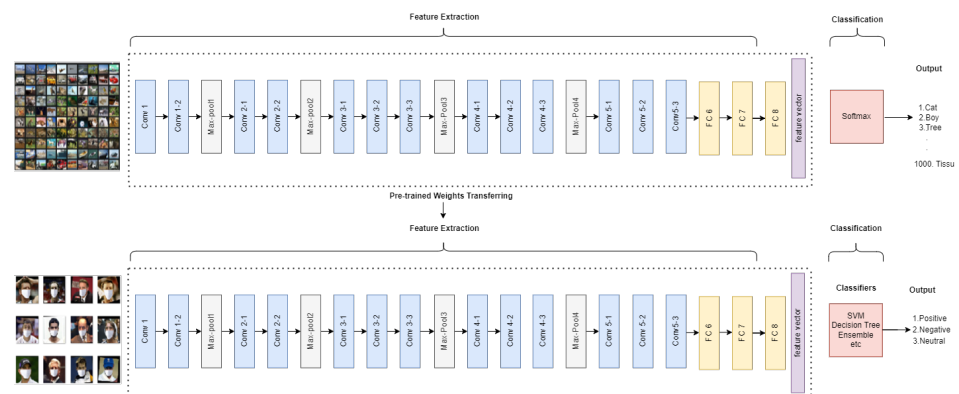 Feature Extraction
Classification
Conv 1
Conv 1-2
Max-pool1
Conv 2-1
Conv 2-2
Max-pool2
Conv 3-1
Conv 3-2
Conv 3-3
Max-Pool3
Conv 4-1
Conv 4-2
Conv 4-3
Max-Pool4
Conv 5-1
Conv 5-2
Conv5-3
FC 6
FC 7
FC 8
feature vector
Softmax
Output
1.Cat
2.Boy
3.Tree
.
.
1000. Tissu
Pre-trained Weights Transferring
Feature Extraction
Classification
Conv 1
Conv 1-2
Max-pool1
Conv 2-1
Conv 2-2
Max-pool2
Conv 3-1
Conv 3-2
Conv 3-3
Max-Pool3
Conv 4-1
Conv 4-2
Conv 4-3
Max-Pool4
Conv 5-1
Conv 5-2
Conv5-3
FC 6
FC 7
FC 8
feature vector
Classifiers
SVM
Decision Tree
Ensemble
etc
Output
1.Positive
2.Negative
3.Neutral